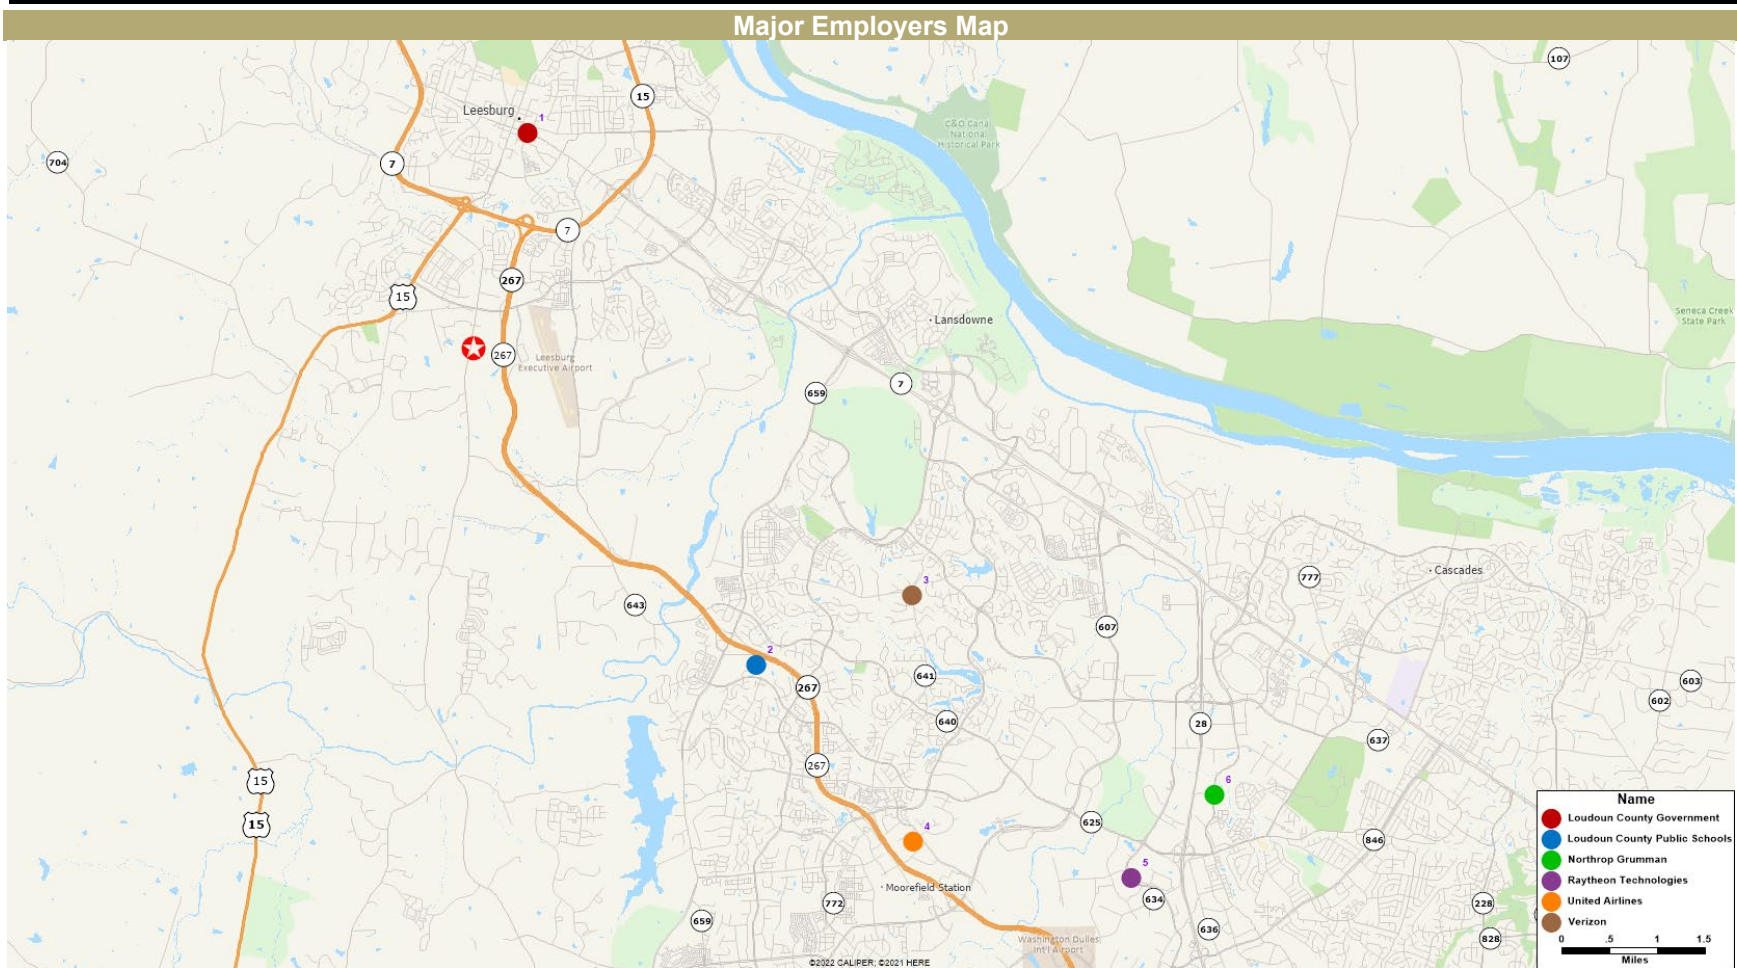 Major Employers Map
107
15
Leesburg
1
C&O Canal
National
Historical Park
704
7
7
267
15
Seneca Creek
State Park
Lansdowne
267
Leesburg
Executive Airport
7
659
Cascades
777
3
643
607
2
641
603
267
602
640
28
637
267
15
6
15
625
4
846
5
Moorefield Station
634
772
228
659
636
828
Washington Dulles
Int'l Airport
©2022 CALIPER; ©2021 HERE
Name
Loudoun County Government
Loudoun County Public Schools
Northrop Grumman
Raytheon Technologies
United Airlines
Verizon
0 .5 1 1.5
Miles